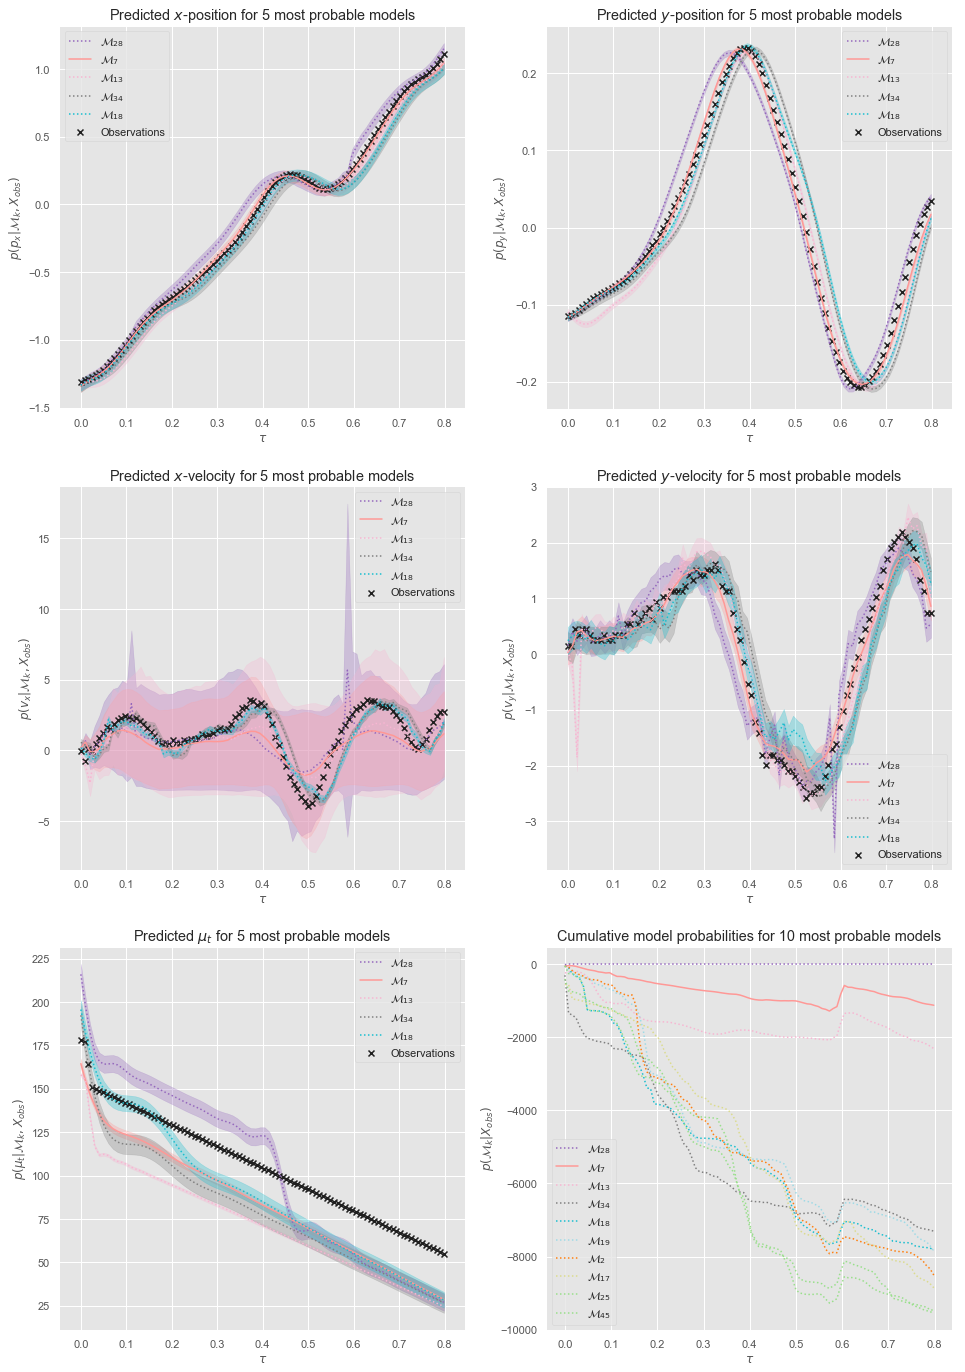 Predicted x-position for 5 most probable models
p(pₓ|ℳₖ, X_obs)
1.0
0.5
0.0
−0.5
−1.0
−1.5
ℳ₂₈
ℳ₇
ℳ₁₃
ℳ₃₄
ℳ₁₈
Observations
0.0 0.1 0.2 0.3 0.4 0.5 0.6 0.7 0.8
τ
Predicted y-position for 5 most probable models
p(p_y|ℳₖ, X_obs)
0.2
0.1
0.0
−0.1
−0.2
ℳ₂₈
ℳ₇
ℳ₁₃
ℳ₃₄
ℳ₁₈
Observations
0.0 0.1 0.2 0.3 0.4 0.5 0.6 0.7 0.8
τ
Predicted x-velocity for 5 most probable models
p(vₓ|ℳₖ, X_obs)
15
10
5
0
−5
ℳ₂₈
ℳ₇
ℳ₁₃
ℳ₃₄
ℳ₁₈
Observations
0.0 0.1 0.2 0.3 0.4 0.5 0.6 0.7 0.8
τ
Predicted y-velocity for 5 most probable models
p(v_y|ℳₖ, X_obs)
3
2
1
0
−1
−2
−3
ℳ₂₈
ℳ₇
ℳ₁₃
ℳ₃₄
ℳ₁₈
Observations
0.0 0.1 0.2 0.3 0.4 0.5 0.6 0.7 0.8
τ
Predicted μₜ for 5 most probable models
p(μₜ|ℳₖ, X_obs)
225
200
175
150
125
100
75
50
25
ℳ₂₈
ℳ₇
ℳ₁₃
ℳ₃₄
ℳ₁₈
Observations
0.0 0.1 0.2 0.3 0.4 0.5 0.6 0.7 0.8
τ
Cumulative model probabilities for 10 most probable models
p(ℳₖ|X_obs)
0
−2000
−4000
−6000
−8000
−10000
ℳ₂₈
ℳ₇
ℳ₁₃
ℳ₃₄
ℳ₁₈
ℳ₁₉
ℳ₂
ℳ₁₇
ℳ₂₅
ℳ₄₅
0.0 0.1 0.2 0.3 0.4 0.5 0.6 0.7 0.8
τ